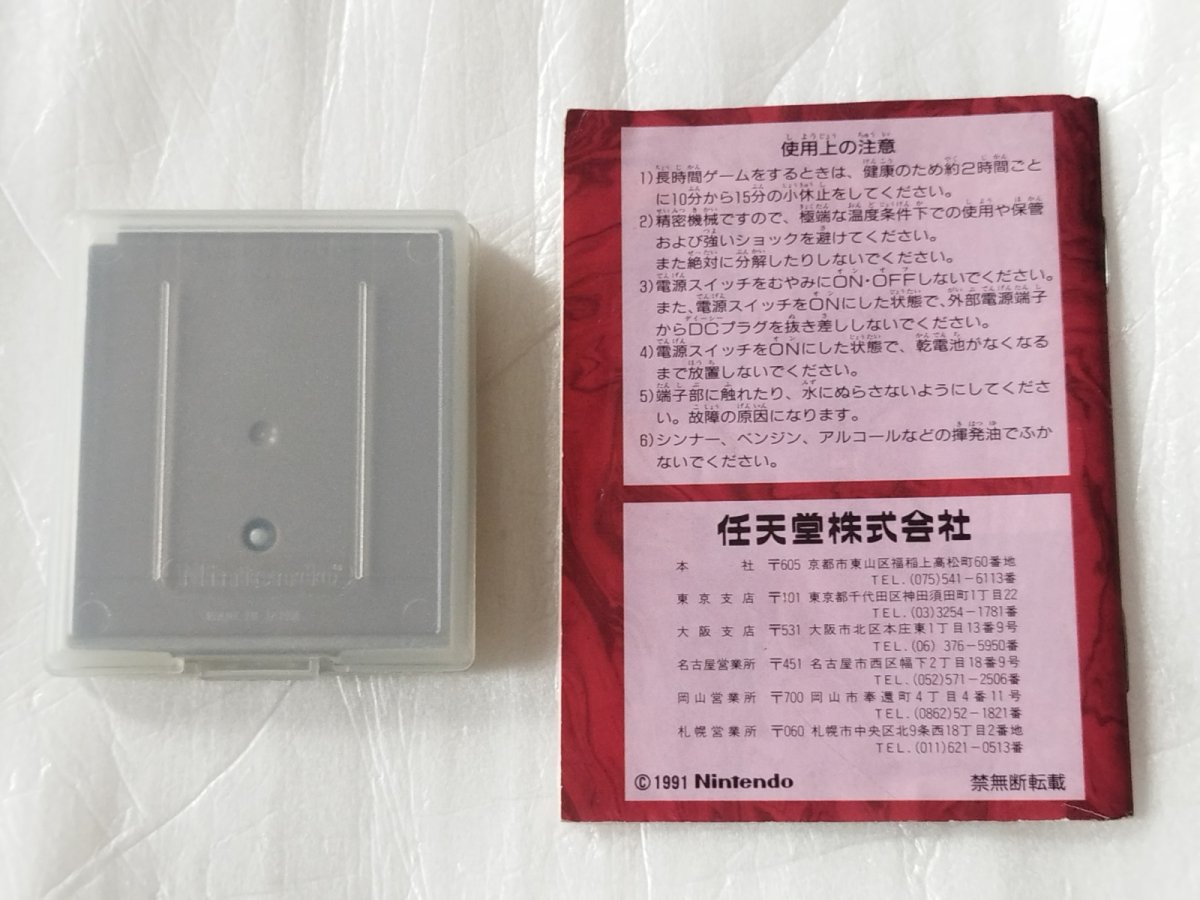 Nintendo
使用上の注意
1)長時間ゲームをするときは、健康のため約2時間ごと
に10分から15分の小休止をしてください。
2)精密機械ですので、極端な温度条件下での使用や保管
および強いショックを避けてください。
また絶対に分解したりしないでください。
3)電源スイッチをむやみにON・OFFしないでください。
また、電源スイッチをONにした状態で、外部電源端子
からDCプラグを抜き差ししないでください。
4)電源スイッチをONにした状態で、乾電池がなくなる
まで放置しないでください。
5)端子部に触れたり、水にぬらさないようにしてくださ
い。故障の原因になります。
6)シンナー、ベンジン、アルコールなどの揮発油でふか
ないでください。
任天堂株式会社
本社 〒605 京都市東山区福稲上高松町60番地
TEL.(075)541-6113番
東京支店 〒101 東京都千代田区神田須田町1丁目22
TEL.(03)3254-1781番
大阪支店 〒531 大阪市北区本庄東1丁目13番9号
TEL.(06) 376-5950番
名古屋営業所 〒451 名古屋市西区幅下2丁目18番9号
TEL.(052)571-2506番
岡山営業所 〒700 岡山市奉還町4丁目4番11号
TEL.(0862)52-1821番
札幌営業所 〒060 札幌市中央区北9条西18丁目2番地
TEL.(011)621-0513番
©1991 Nintendo 禁無断転載